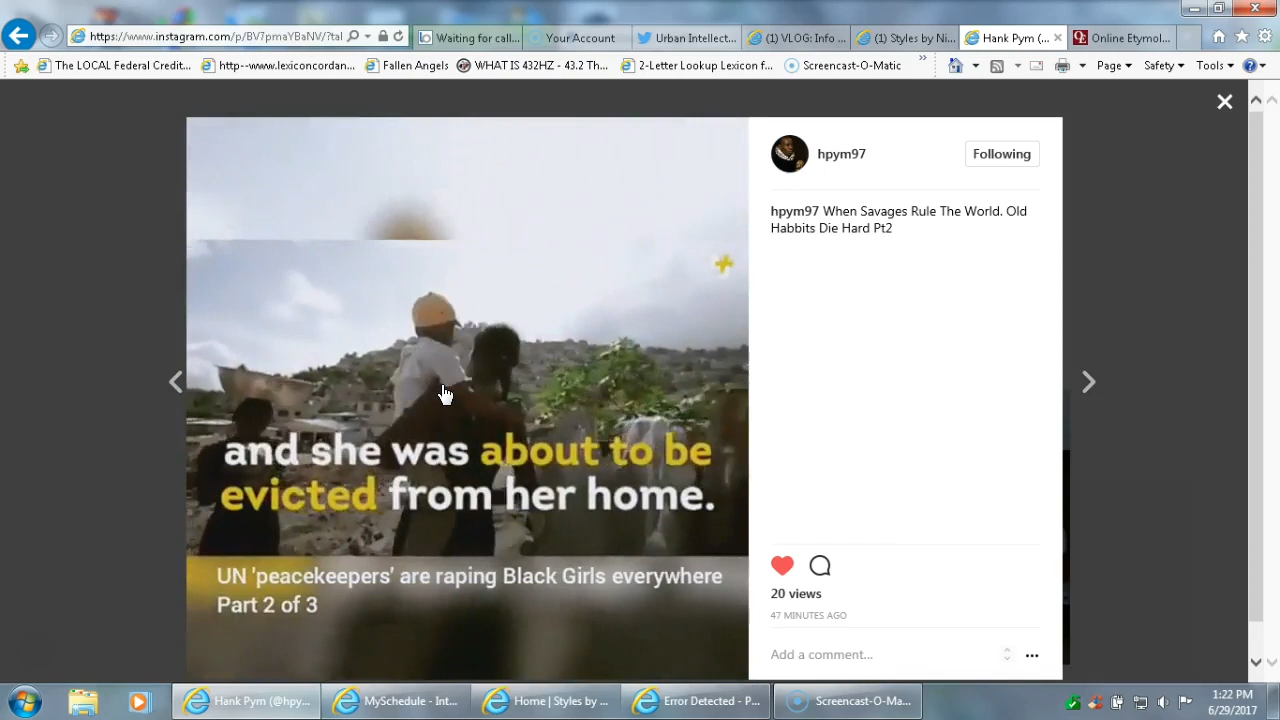 https://www.instagram.com/p/BV7pmaYBaNV/?tal
Waiting for call...
Your Account
Urban Intellect...
(1) VLOG: Info ...
(1) Styles by Ni...
Hank Pym (...
Online Etymol...
The LOCAL Federal Credit...
http--www.lexiconcordan...
Fallen Angels
WHAT IS 432HZ - 43.2 Th...
2-Letter Lookup Lexicon f...
Screencast-O-Matic
Page
Safety
Tools
hpym97
Following
hpym97 When Savages Rule The World. Old
Habbits Die Hard Pt2
and she was about to be
evicted from her home.
UN 'peacekeepers' are raping Black Girls everywhere
Part 2 of 3
20 views
47 MINUTES AGO
Add a comment...
Hank Pym (@hpy...
MySchedule - Int...
Home | Styles by ...
Error Detected - P...
Screencast-O-Ma...
1:22 PM
6/29/2017